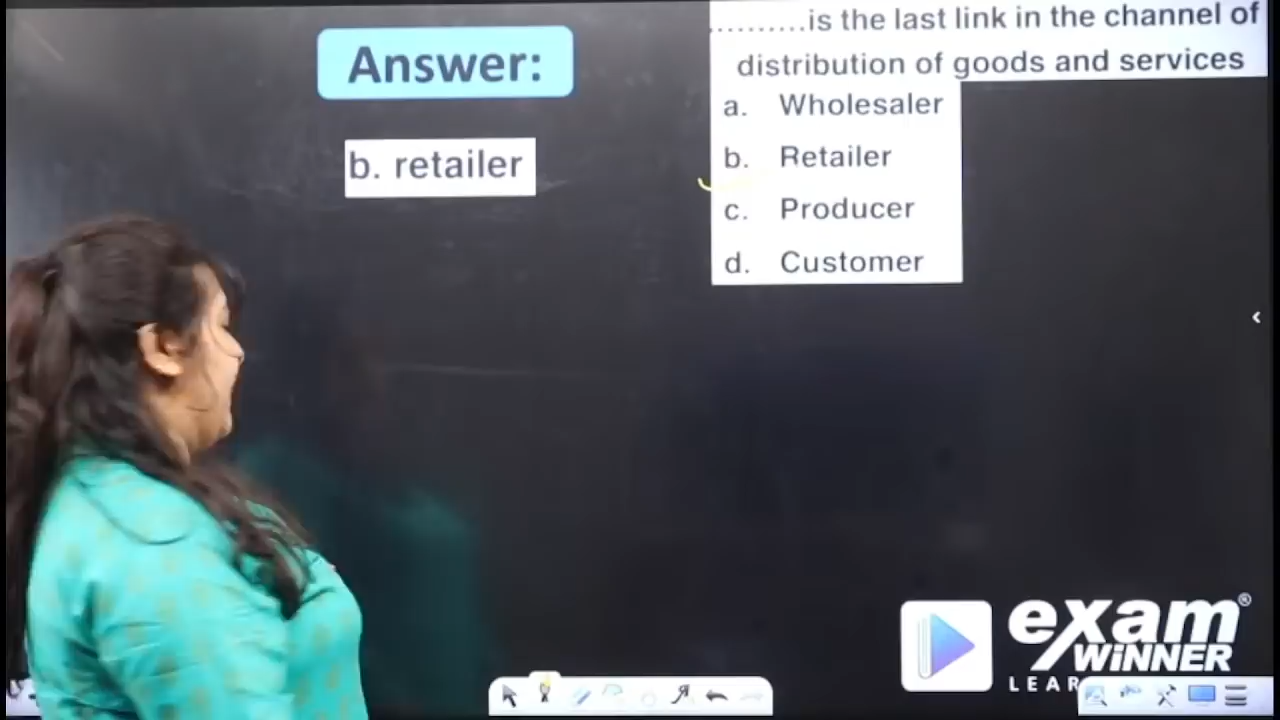 ..........is the last link in the channel of
distribution of goods and services
a. Wholesaler
b. Retailer
c. Producer
d. Customer
Answer:
b. retailer
exam®
WiNNER